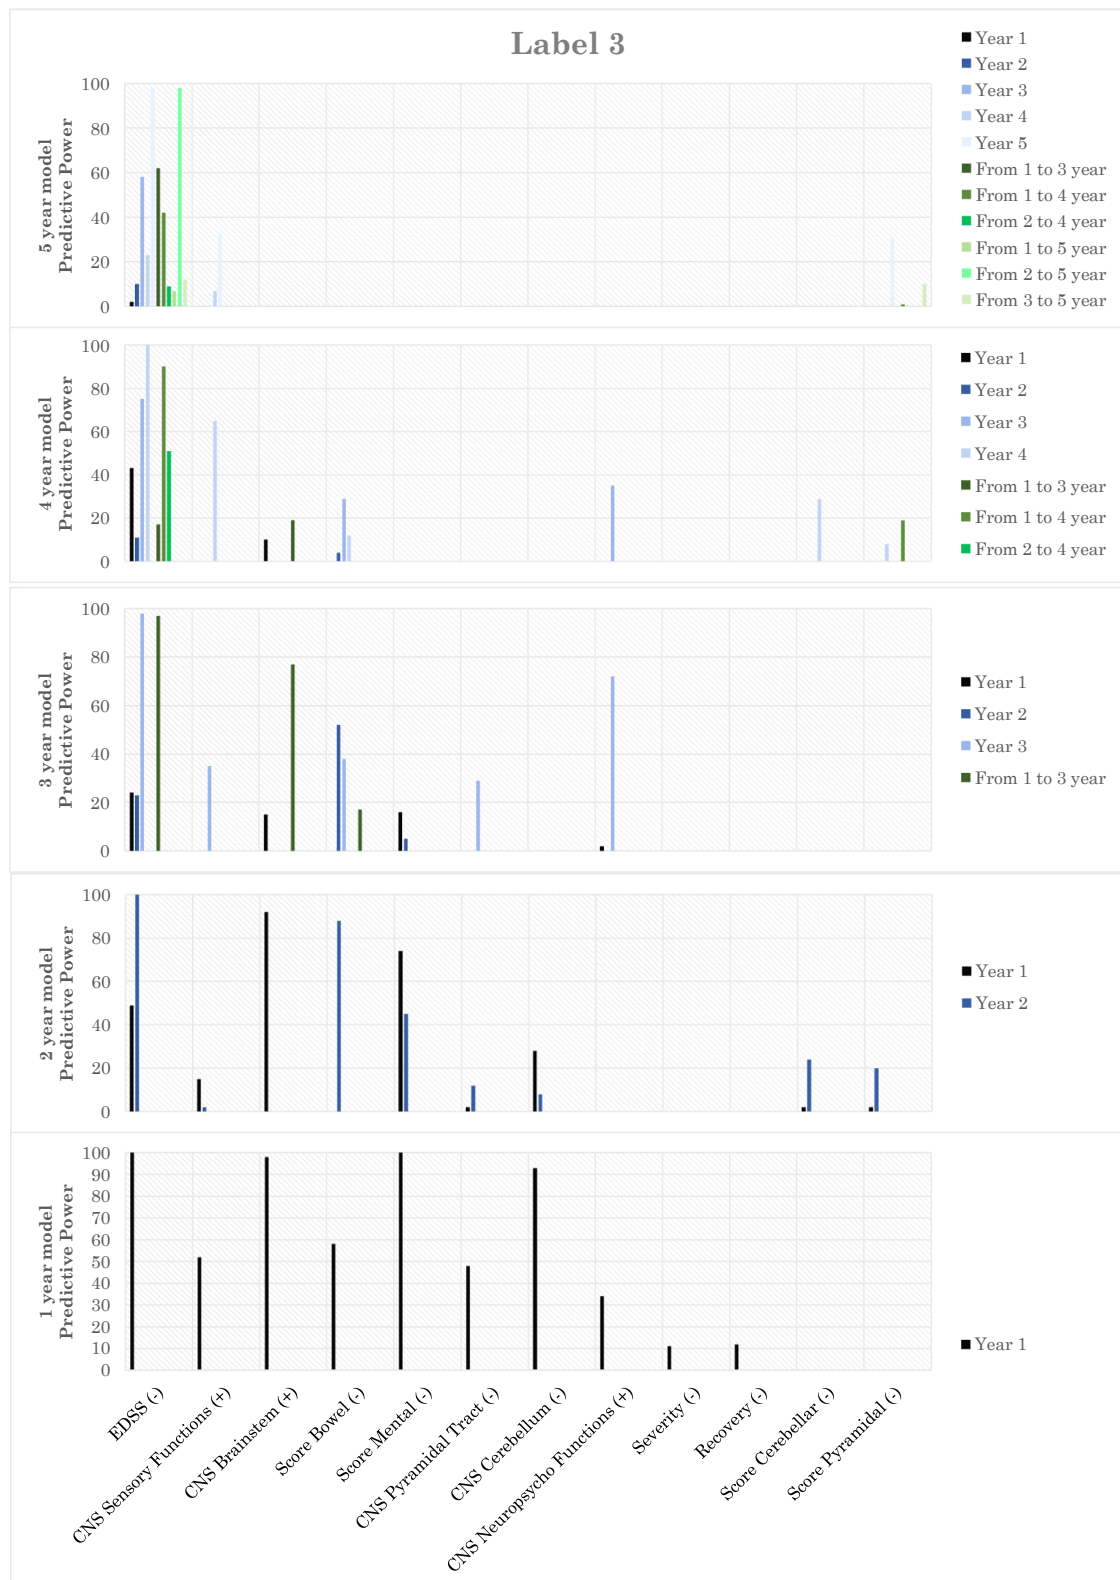 Label 3
5 year model
Predictive Power
100
80
60
40
20
0
Year 1
Year 2
Year 3
Year 4
Year 5
From 1 to 3 year
From 1 to 4 year
From 2 to 4 year
From 1 to 5 year
From 2 to 5 year
From 3 to 5 year
4 year model
Predictive Power
100
80
60
40
20
0
Year 1
Year 2
Year 3
Year 4
From 1 to 3 year
From 1 to 4 year
From 2 to 4 year
3 year model
Predictive Power
100
80
60
40
20
0
Year 1
Year 2
Year 3
From 1 to 3 year
2 year model
Predictive Power
100
80
60
40
20
0
Year 1
Year 2
1 year model
Predictive Power
100
90
80
70
60
50
40
30
20
10
0
Year 1
EDSS (-)
CNS Sensory Functions (+)
CNS Brainstem (+)
Score Bowel (-)
Score Mental (-)
CNS Pyramidal Tract (-)
CNS Cerebellum (-)
CNS Neuropsycho Functions (+)
Severity (-)
Recovery (-)
Score Cerebellar (-)
Score Pyramidal (-)